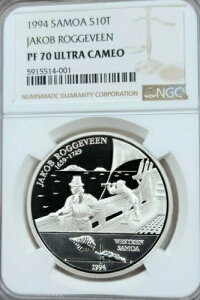 1994 SAMOA S10T
JAKOB ROGGEVEEN
PF 70 ULTRA CAMEO
5915514-001
NUMISMATIC GUARANTY CORPORATION
NGC
JAKOB ROGGEVEEN
1659-1729
WESTERN
SAMOA
1994